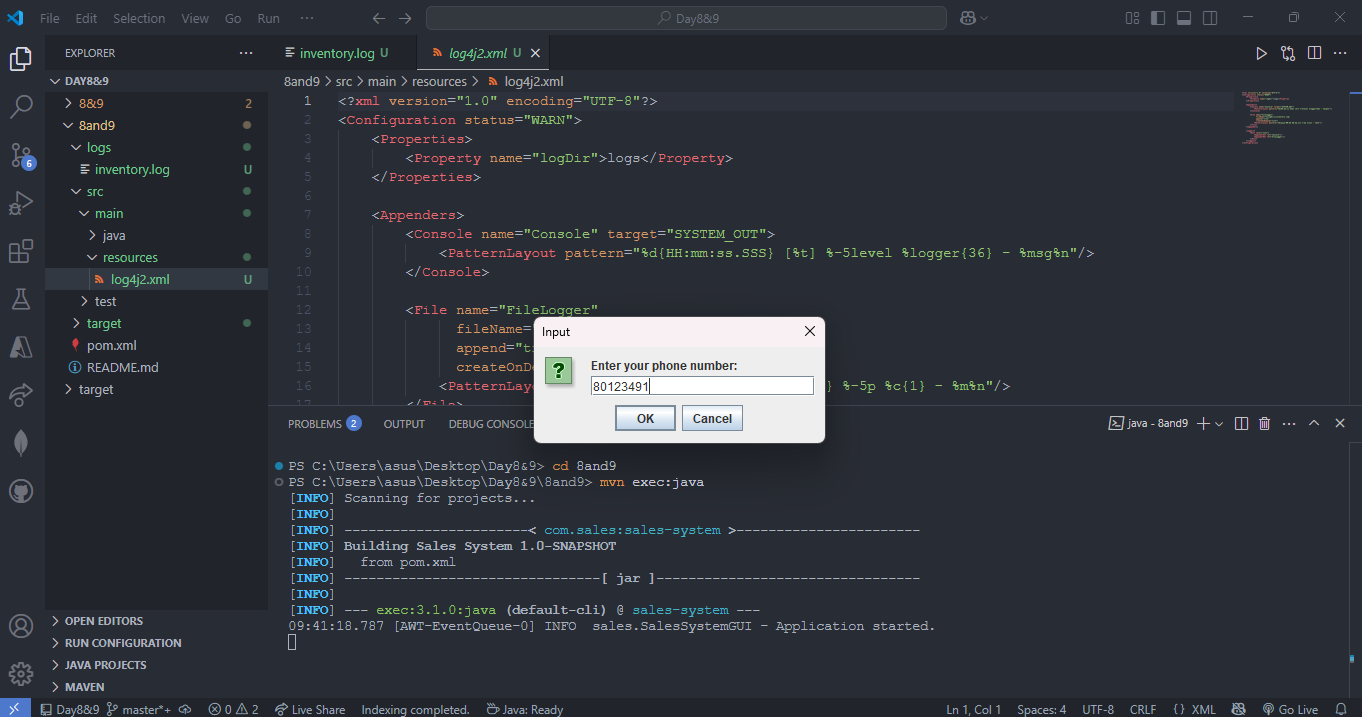 File Edit Selection View Go Run ··· Day8&9
EXPLORER ···
DAY8&9
8&9 2
8and9
logs
inventory.log U
src
main
java
resources
log4j2.xml U
test
target
pom.xml
README.md
target
OPEN EDITORS
RUN CONFIGURATION
JAVA PROJECTS
MAVEN
inventory.log U log4j2.xml U
8and9 > src > main > resources > log4j2.xml
1 <?xml version="1.0" encoding="UTF-8"?>
2 <Configuration status="WARN">
3 <Properties>
4 <Property name="logDir">logs</Property>
5 </Properties>
6
7 <Appenders>
8 <Console name="Console" target="SYSTEM_OUT">
9 <PatternLayout pattern="%d{HH:mm:ss.SSS} [%t] %-5level %logger{36} - %msg%n"/>
10 </Console>
11
12 <File name="FileLogger"
13 fileName=
14 append="t
15 createOnDe
16 <PatternLay } %-5p %c{1} - %m%n"/>
17 </File>
Input
Enter your phone number:
80123491
OK Cancel
PROBLEMS 2 OUTPUT DEBUG CONSOLE java - 8and9
PS C:\Users\asus\Desktop\Day8&9> cd 8and9
PS C:\Users\asus\Desktop\Day8&9\8and9> mvn exec:java
[INFO] Scanning for projects...
[INFO]
[INFO] -----------------------< com.sales:sales-system >-----------------------
[INFO] Building Sales System 1.0-SNAPSHOT
[INFO] from pom.xml
[INFO] --------------------------------[ jar ]---------------------------------
[INFO]
[INFO] --- exec:3.1.0:java (default-cli) @ sales-system ---
09:41:18.787 [AWT-EventQueue-0] INFO sales.SalesSystemGUI - Application started.
6
Day8&9 master*+ 0 2 Live Share Indexing completed. Java: Ready Ln 1, Col 1 Spaces: 4 UTF-8 CRLF {} XML Go Live